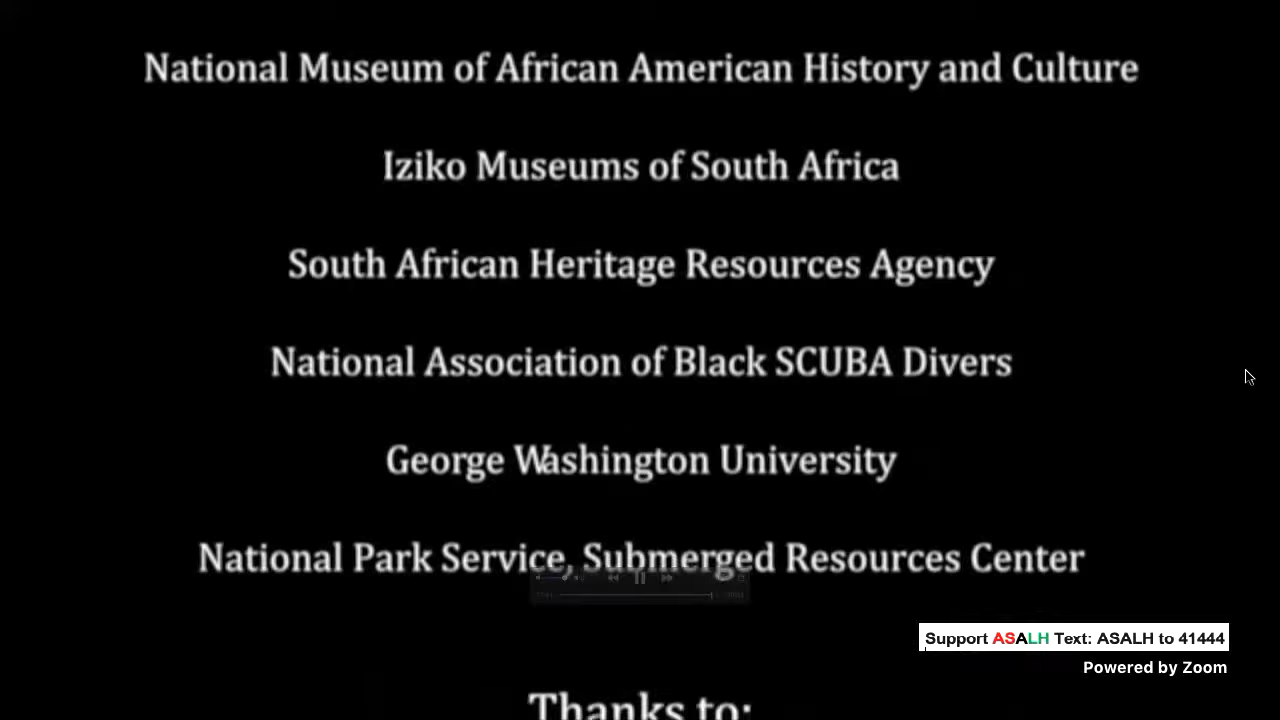 National Museum of African American History and Culture
Iziko Museums of South Africa
South African Heritage Resources Agency
National Association of Black SCUBA Divers
George Washington University
National Park Service, Submerged Resources Center
Support ASALH Text: ASALH to 41444
Powered by Zoom
Thanks to: